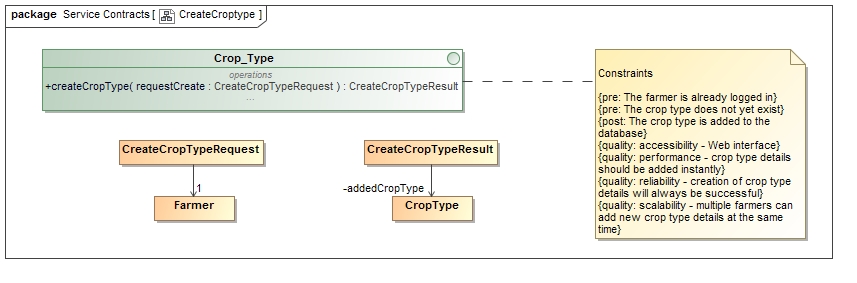 package Service Contracts [ CreateCroptype ]
Crop_Type
operations
+createCropType( requestCreate : CreateCropTypeRequest ) : CreateCropTypeResult
...
Constraints
{pre: The farmer is already logged in}
{pre: The crop type does not yet exist}
{post: The crop type is added to the
database}
{quality: accessibility - Web interface}
{quality: performance - crop type details
should be added instantly}
{quality: reliability - creation of crop type
details will always be successful}
{quality: scalability - multiple farmers can
add new crop type details at the same
time}
CreateCropTypeRequest
1
Farmer
CreateCropTypeResult
-addedCropType
CropType